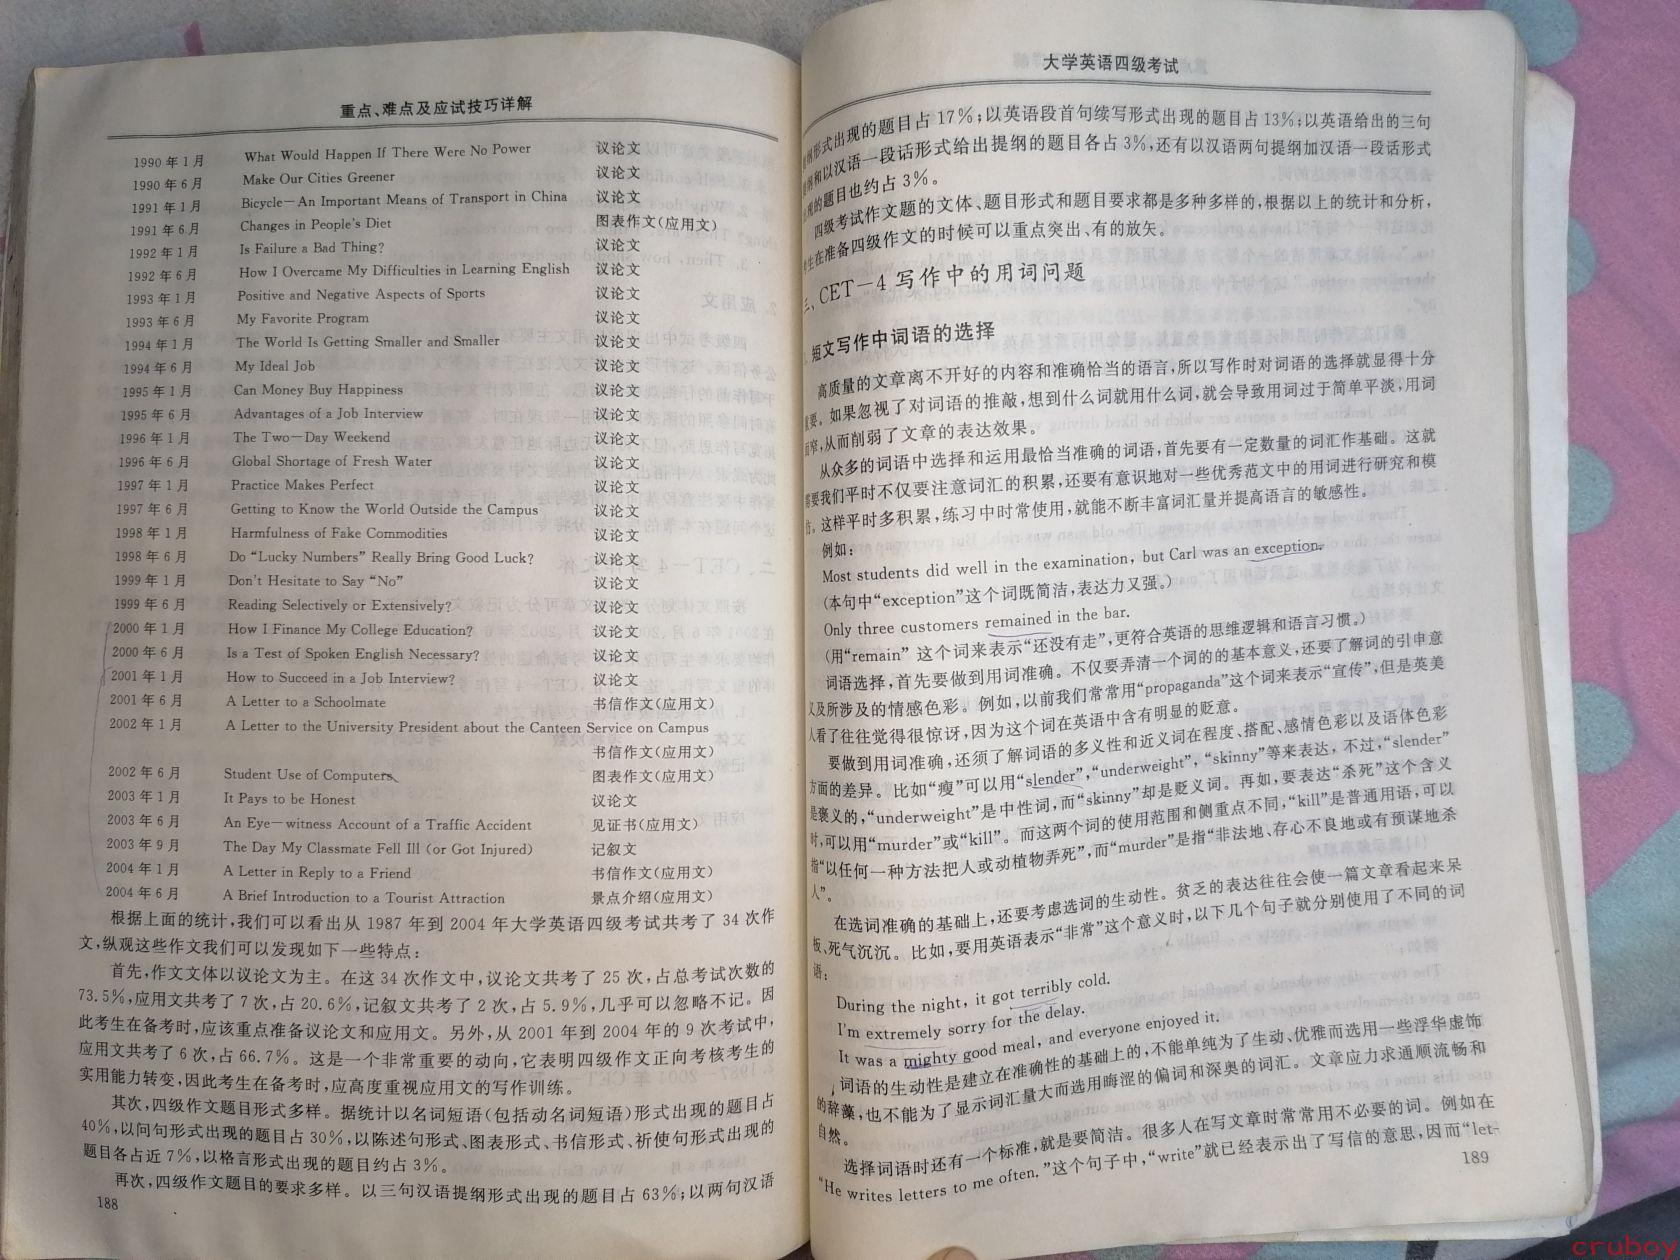 重点、难点及应试技巧详解
1990年1月 What Would Happen If There Were No Power 议论文
1990年6月 Make Our Cities Greener 议论文
1991年1月 Bicycle—An Important Means of Transport in China 议论文
1991年6月 Changes in People's Diet 图表作文(应用文)
1992年1月 Is Failure a Bad Thing? 议论文
1992年6月 How I Overcame My Difficulties in Learning English 议论文
1993年1月 Positive and Negative Aspects of Sports 议论文
1993年6月 My Favorite Program 议论文
1994年1月 The World Is Getting Smaller and Smaller 议论文
1994年6月 My Ideal Job 议论文
1995年1月 Can Money Buy Happiness 议论文
1995年6月 Advantages of a Job Interview 议论文
1996年1月 The Two—Day Weekend 议论文
1996年6月 Global Shortage of Fresh Water 议论文
1997年1月 Practice Makes Perfect 议论文
1997年6月 Getting to Know the World Outside the Campus 议论文
1998年1月 Harmfulness of Fake Commodities 议论文
1998年6月 Do “Lucky Numbers” Really Bring Good Luck? 议论文
1999年1月 Don't Hesitate to Say “No” 议论文
1999年6月 Reading Selectively or Extensively? 议论文
2000年1月 How I Finance My College Education? 议论文
2000年6月 Is a Test of Spoken English Necessary? 议论文
2001年1月 How to Succeed in a Job Interview? 议论文
2001年6月 A Letter to a Schoolmate 书信作文(应用文)
2002年1月 A Letter to the University President about the Canteen Service on Campus
书信作文(应用文)
2002年6月 Student Use of Computers 图表作文(应用文)
2003年1月 It Pays to be Honest 议论文
2003年6月 An Eye—witness Account of a Traffic Accident 见证书(应用文)
2003年9月 The Day My Classmate Fell Ill (or Got Injured) 记叙文
2004年1月 A Letter in Reply to a Friend 书信作文(应用文)
2004年6月 A Brief Introduction to a Tourist Attraction 景点介绍(应用文)
根据上面的统计,我们可以看出从1987年到2004年大学英语四级考试共考了34次作
文,纵观这些作文我们可以发现如下一些特点:
首先,作文文体以议论文为主。在这34次作文中,议论文共考了25次,占总考试次数的
73.5%,应用文共考了7次,占20.6%,记叙文共考了2次,占5.9%,几乎可以忽略不记。因
此考生在备考时,应该重点准备议论文和应用文。另外,从2001年到2004年的9次考试中,
应用文共考了6次,占66.7%。这是一个非常重要的动向,它表明四级作文正向考核考生的
实用能力转变,因此考生在备考时,应高度重视应用文的写作训练。
其次,四级作文题目形式多样。据统计以名词短语(包括动名词短语)形式出现的题目占
40%,以问句形式出现的题目占30%,以陈述句形式、图表形式、书信形式、祈使句形式出现的
题目各占近7%,以格言形式出现的题目约占3%。
再次,四级作文题目的要求多样。以三句汉语提纲形式出现的题目占63%;以两句汉语
188
大学英语四级考试
形式出现的题目占17%;以英语段首句续写形式出现的题目占13%;以英语给出的三句
和以汉语一段话形式给出提纲的题目各占3%,还有以汉语两句提纲加汉语一段话形式
的题目也约占3%。
四级考试作文题的文体、题目形式和题目要求都是多种多样的,根据以上的统计和分析,
生在准备四级作文的时候可以重点突出、有的放矢。
三、CET—4写作中的用词问题
短文写作中词语的选择
高质量的文章离不开好的内容和准确恰当的语言,所以写作时对词语的选择就显得十分
要。如果忽视了对词语的推敲,想到什么词就用什么词,就会导致用词过于简单平淡,用词
窄,从而削弱了文章的表达效果。
从众多的词语中选择和运用最恰当准确的词语,首先要有一定数量的词汇作基础。这就
要我们平时不仅要注意词汇的积累,还要有意识地对一些优秀范文中的用词进行研究和模
仿。这样平时多积累,练习中时常使用,就能不断丰富词汇量并提高语言的敏感性。
例如:
Most students did well in the examination, but Carl was an exception.
(本句中“exception”这个词既简洁,表达力又强。)
Only three customers remained in the bar.
(用“remain” 这个词来表示“还没有走”,更符合英语的思维逻辑和语言习惯。)
词语选择,首先要做到用词准确。不仅要弄清一个词的的基本意义,还要了解词的引申意
义及所涉及的情感色彩。例如,以前我们常常用“propaganda”这个词来表示“宣传”,但是英美
人看了往往觉得很惊讶,因为这个词在英语中含有明显的贬意。
要做到用词准确,还须了解词语的多义性和近义词在程度、搭配、感情色彩以及语体色彩
方面的差异。比如“瘦”可以用“slender”,“underweight”,“skinny”等来表达,不过,“slender”
是褒义的,“underweight”是中性词,而“skinny”却是贬义词。再如,要表达“杀死”这个含义
时,可以用“murder”或“kill”。而这两个词的使用范围和侧重点不同,“kill”是普通用语,可以
指“以任何一种方法把人或动植物弄死”,而“murder”是指“非法地、存心不良地或有预谋地杀
人”。
在选词准确的基础上,还要考虑选词的生动性。贫乏的表达往往会使一篇文章看起来呆
板、死气沉沉。比如,要用英语表示“非常”这个意义时,以下几个句子就分别使用了不同的词
语:
During the night, it got terribly cold.
I'm extremely sorry for the delay.
It was a mighty good meal, and everyone enjoyed it.
词语的生动性是建立在准确性的基础上的,不能单纯为了生动、优雅而选用一些浮华虚饰
的辞藻,也不能为了显示词汇量大而选用晦涩的偏词和深奥的词汇。文章应力求通顺流畅和
自然。
选择词语时还有一个标准,就是要简洁。很多人在写文章时常常用不必要的词。例如在
“He writes letters to me often.”这个句子中,“write”就已经表示出了写信的意思,因而“let-
189
cruboy